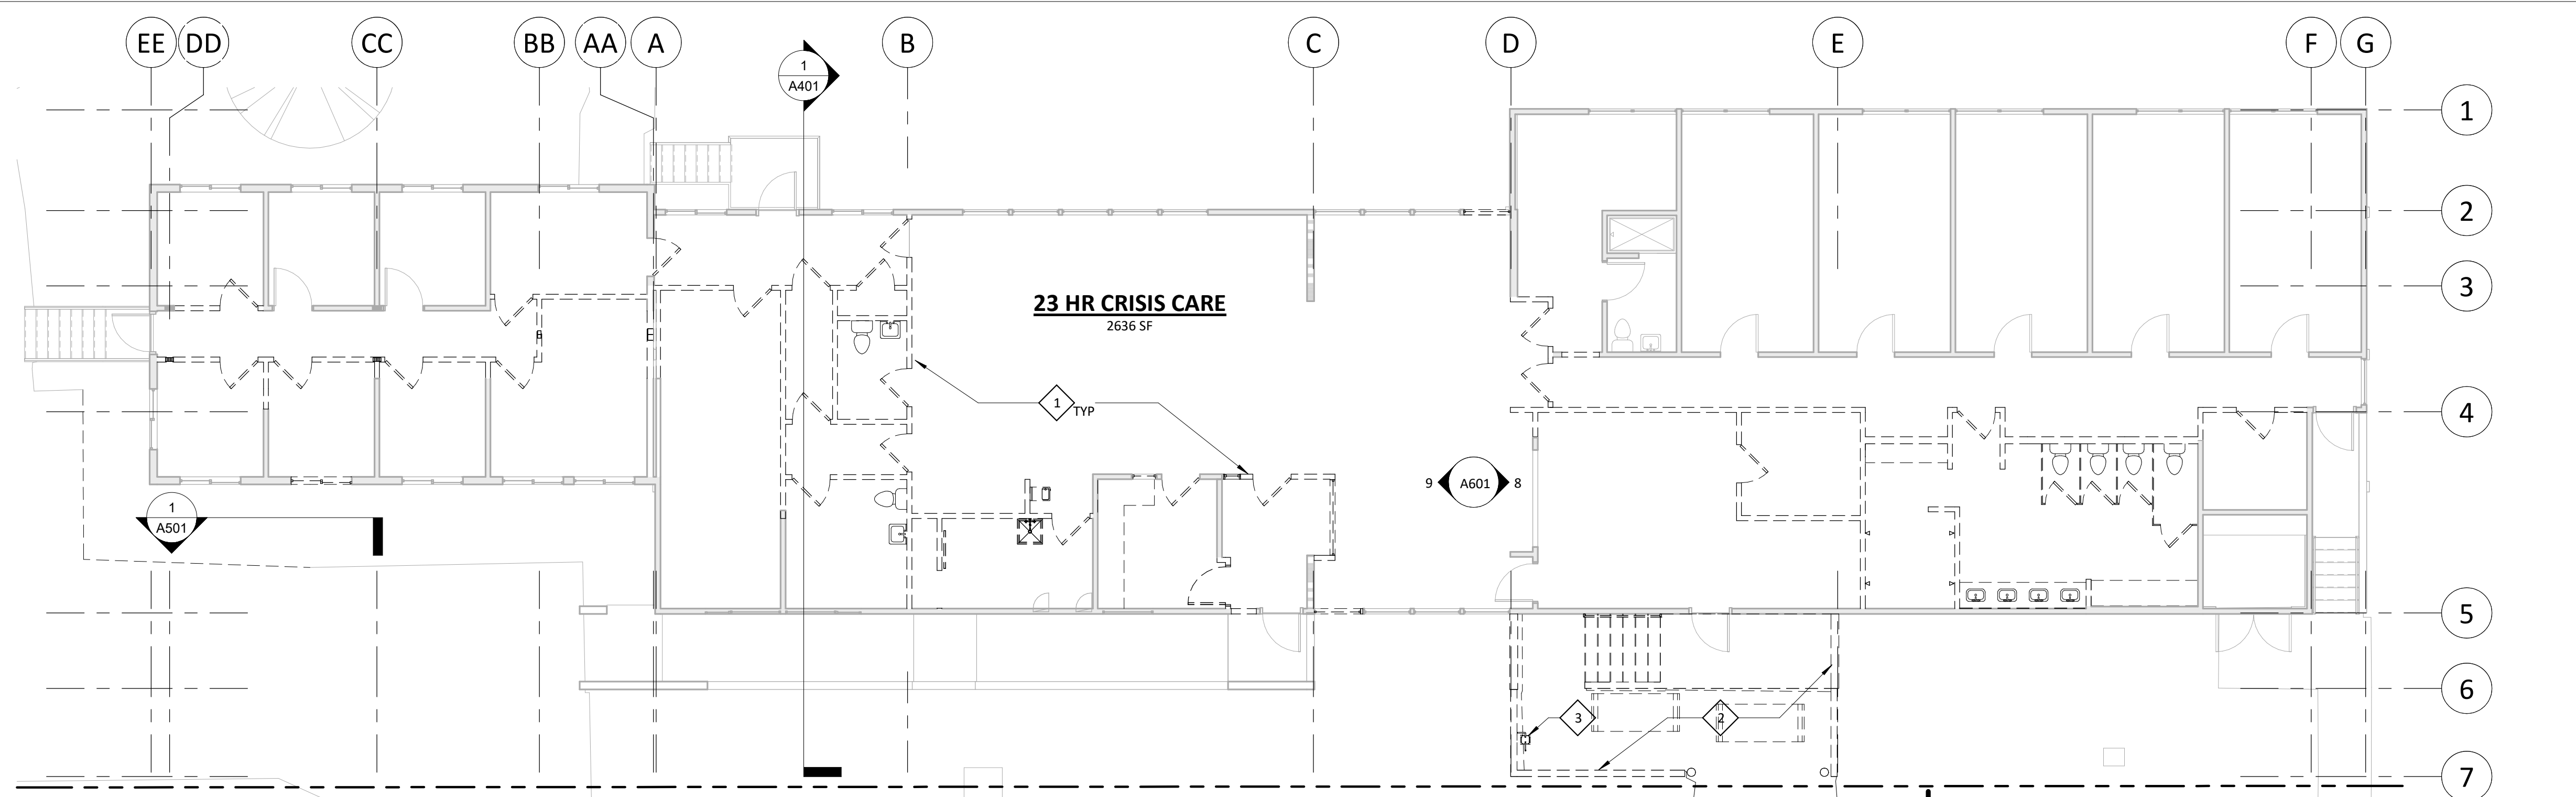 EE DD CC BB AA A B C D E F G
1
A401
1
2
3
23 HR CRISIS CARE
2636 SF
1 TYP
4
9 A601 8
1
A501
5
6
3 2
7